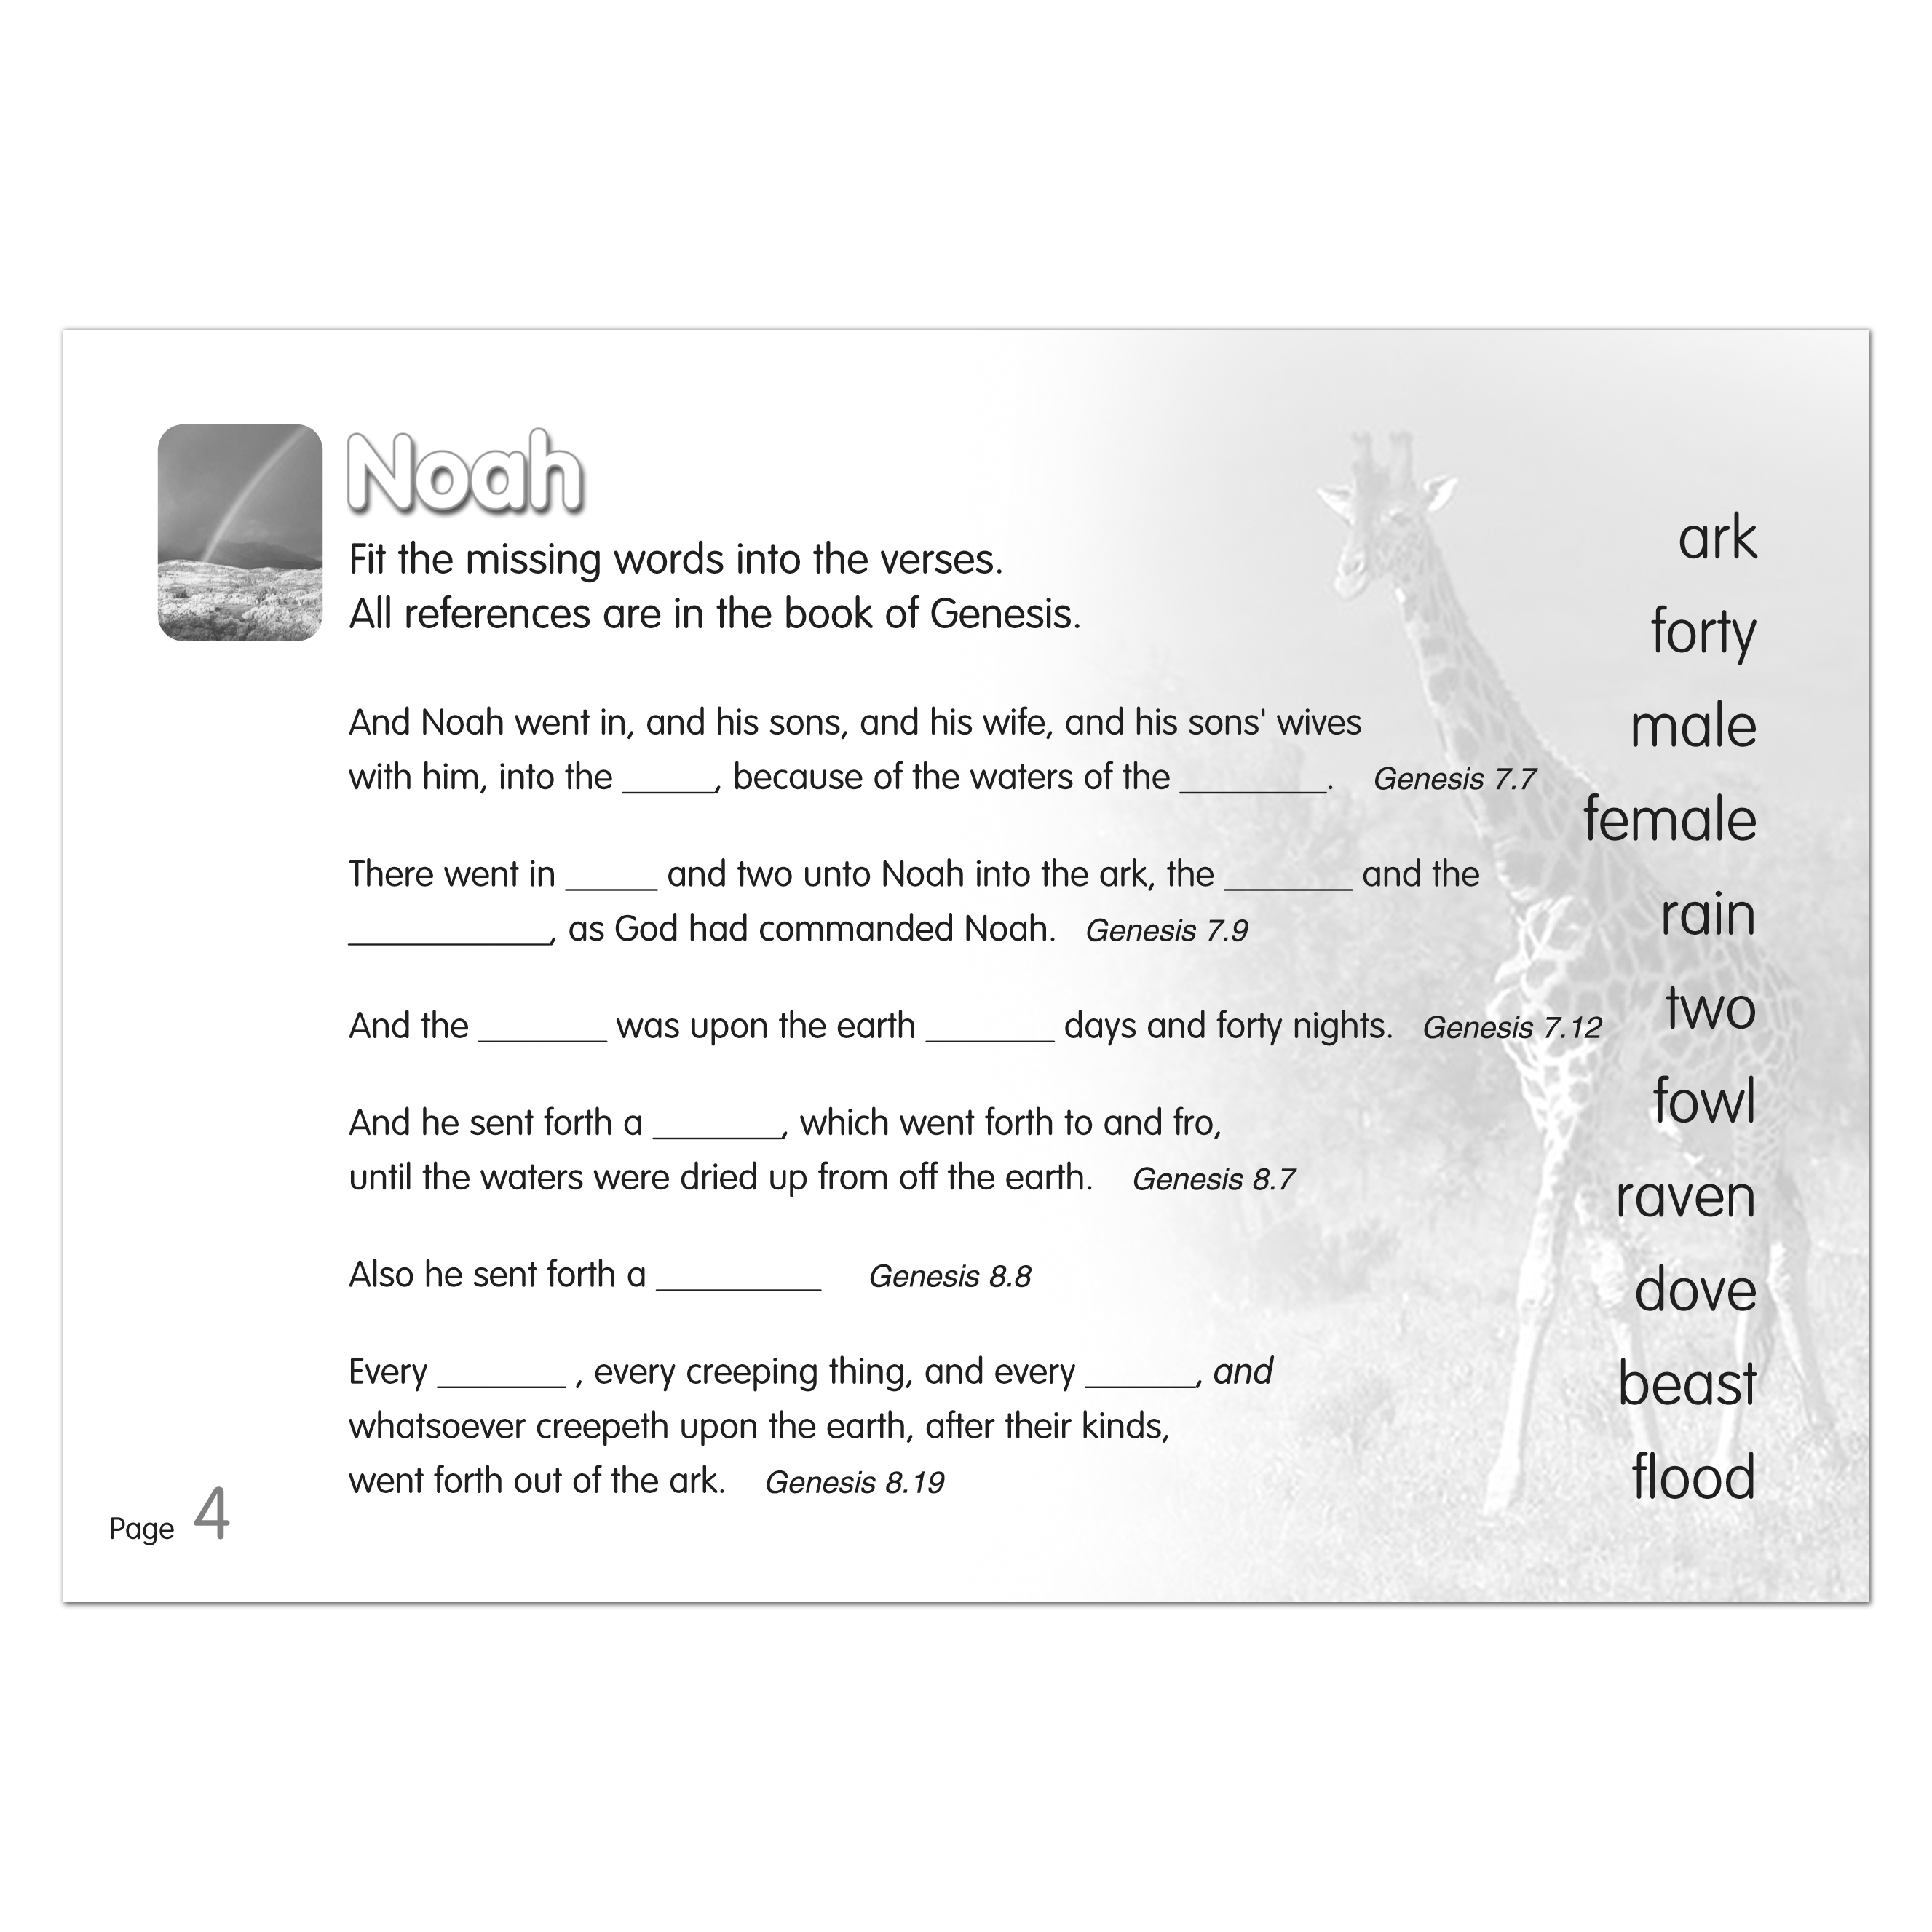 Noah
Fit the missing words into the verses.
All references are in the book of Genesis.
And Noah went in, and his sons, and his wife, and his sons' wives
with him, into the _____, because of the waters of the ________. Genesis 7.7
There went in _____ and two unto Noah into the ark, the _______ and the
___________, as God had commanded Noah. Genesis 7.9
And the _______ was upon the earth _______ days and forty nights. Genesis 7.12
And he sent forth a _______, which went forth to and fro,
until the waters were dried up from off the earth. Genesis 8.7
Also he sent forth a _________ Genesis 8.8
Every _______ , every creeping thing, and every ______, and
whatsoever creepeth upon the earth, after their kinds,
went forth out of the ark. Genesis 8.19
ark
forty
male
female
rain
two
fowl
raven
dove
beast
flood
Page 4